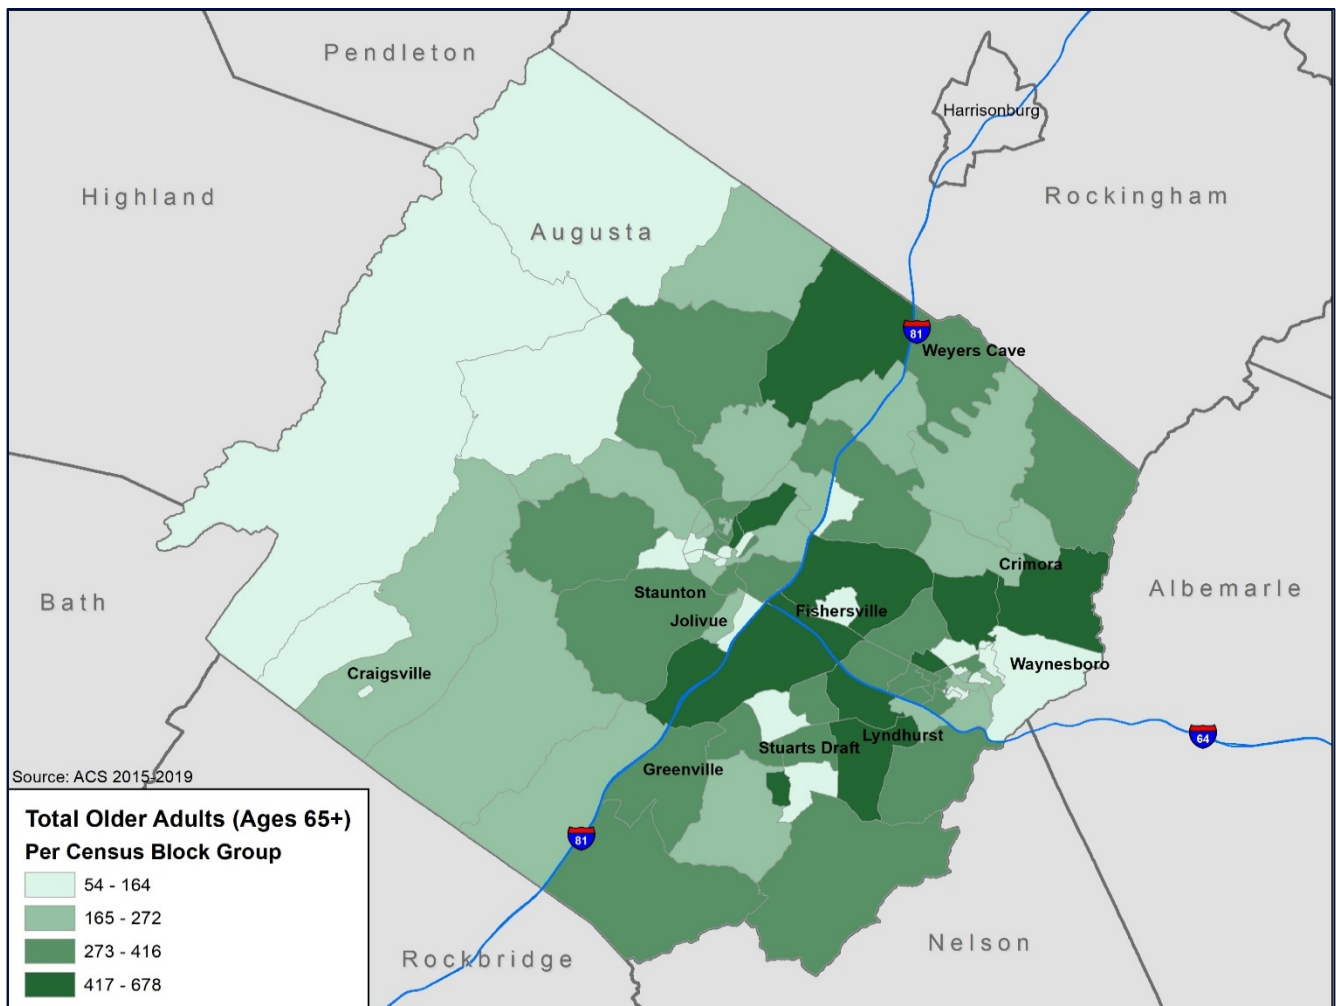 Pendleton
Harrisonburg
Highland
Rockingham
Augusta
81
Weyers Cave
Crimora
Albemarle
Bath
Staunton
Fishersville
Jolivue
Waynesboro
Craigsville
Lyndhurst
64
Stuarts Draft
Greenville
Source: ACS 2015-2019
Total Older Adults (Ages 65+)
Per Census Block Group
54 - 164
165 - 272
273 - 416
417 - 678
81
Nelson
Rockbridge